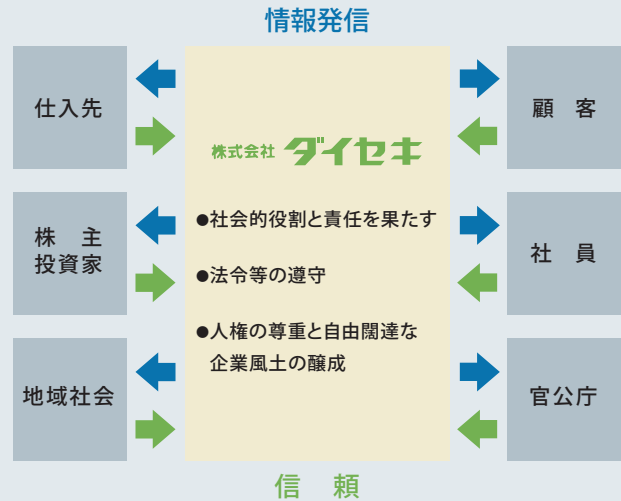 情報発信
仕入先
株　主
投資家
地域社会
株式会社 ダイセキ
●社会的役割と責任を果たす
●法令等の遵守
●人権の尊重と自由闊達な
企業風土の醸成
顧　客
社　員
官公庁
信　頼